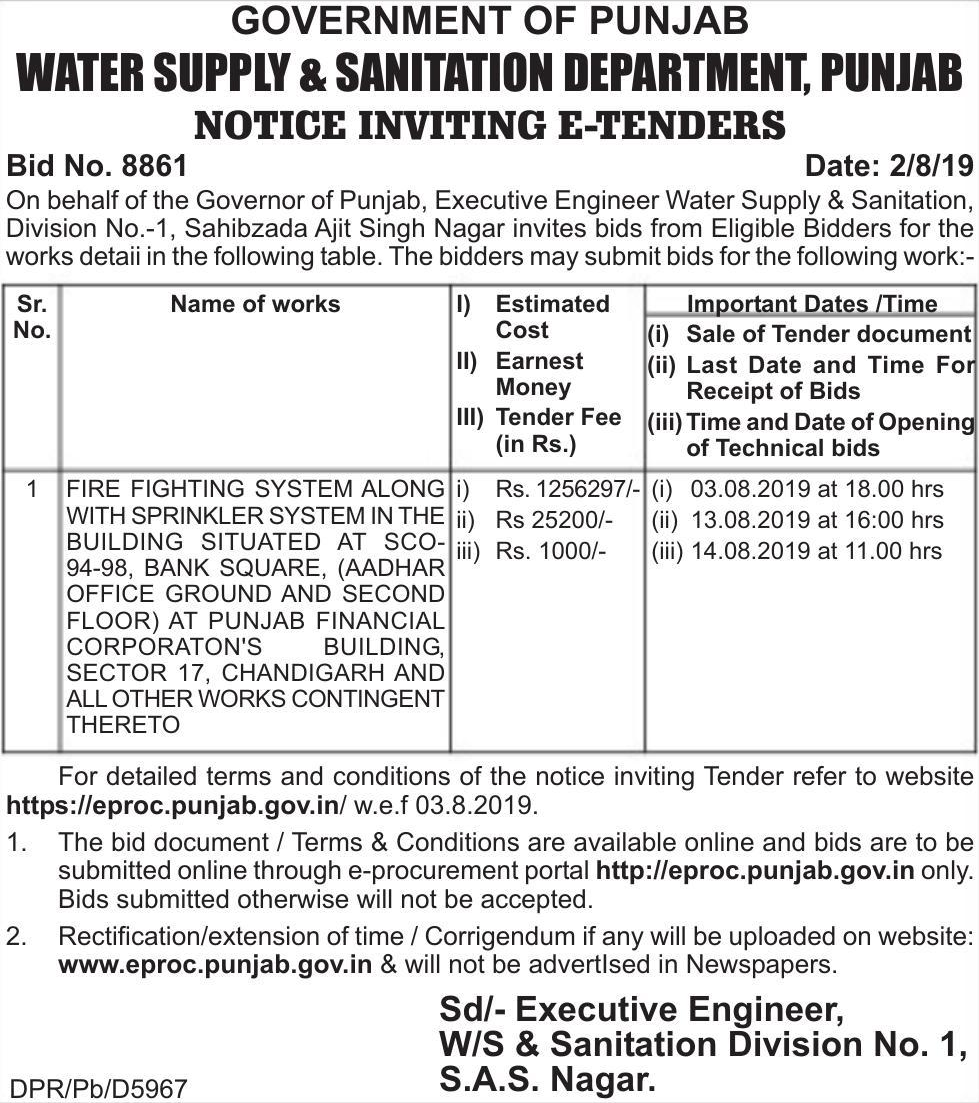 GOVERNMENT OF PUNJAB
WATER SUPPLY & SANITATION DEPARTMENT, PUNJAB
NOTICE INVITING E-TENDERS
Bid No. 8861 Date: 2/8/19
On behalf of the Governor of Punjab, Executive Engineer Water Supply & Sanitation,
Division No.-1, Sahibzada Ajit Singh Nagar invites bids from Eligible Bidders for the
works detaii in the following table. The bidders may submit bids for the following work:-
Sr.
No.
Name of works
I) Estimated
Cost
II) Earnest
Money
III) Tender Fee
(in Rs.)
Important Dates /Time
(i) Sale of Tender document
(ii) Last Date and Time For
Receipt of Bids
(iii) Time and Date of Opening
of Technical bids
1
FIRE FIGHTING SYSTEM ALONG
WITH SPRINKLER SYSTEM IN THE
BUILDING SITUATED AT SCO-
94-98, BANK SQUARE, (AADHAR
OFFICE GROUND AND SECOND
FLOOR) AT PUNJAB FINANCIAL
CORPORATON'S BUILDING,
SECTOR 17, CHANDIGARH AND
ALL OTHER WORKS CONTINGENT
THERETO
i) Rs. 1256297/-
ii) Rs 25200/-
iii) Rs. 1000/-
(i) 03.08.2019 at 18.00 hrs
(ii) 13.08.2019 at 16:00 hrs
(iii) 14.08.2019 at 11.00 hrs
For detailed terms and conditions of the notice inviting Tender refer to website
https://eproc.punjab.gov.in/ w.e.f 03.8.2019.
1. The bid document / Terms & Conditions are available online and bids are to be
submitted online through e-procurement portal http://eproc.punjab.gov.in only.
Bids submitted otherwise will not be accepted.
2. Rectification/extension of time / Corrigendum if any will be uploaded on website:
www.eproc.punjab.gov.in & will not be advertIsed in Newspapers.
Sd/- Executive Engineer,
W/S & Sanitation Division No. 1,
S.A.S. Nagar.
DPR/Pb/D5967